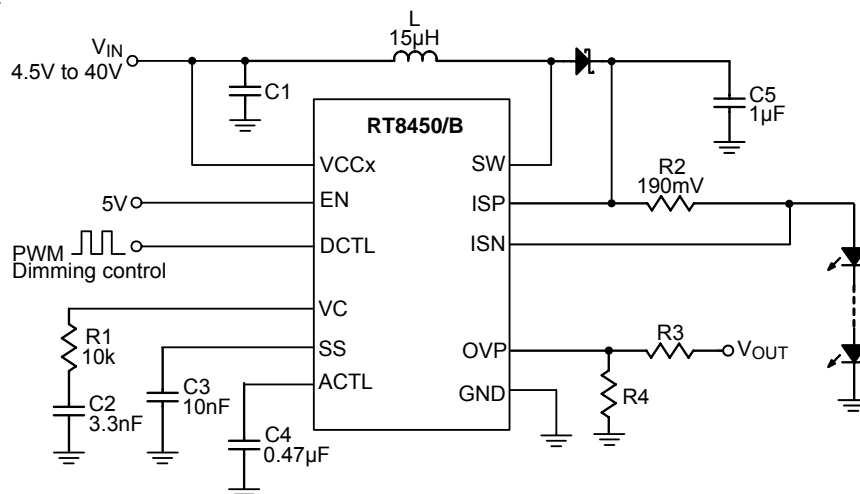 L
15µH
VIN
4.5V to 40V
C1
C5
1µF
RT8450/B
VCCx
SW
R2
190mV
5V
EN
ISP
PWM
Dimming control
DCTL
ISN
VC
R1
10k
SS
OVP
R3
VOUT
C3
10nF
ACTL
GND
R4
C2
3.3nF
C4
0.47µF